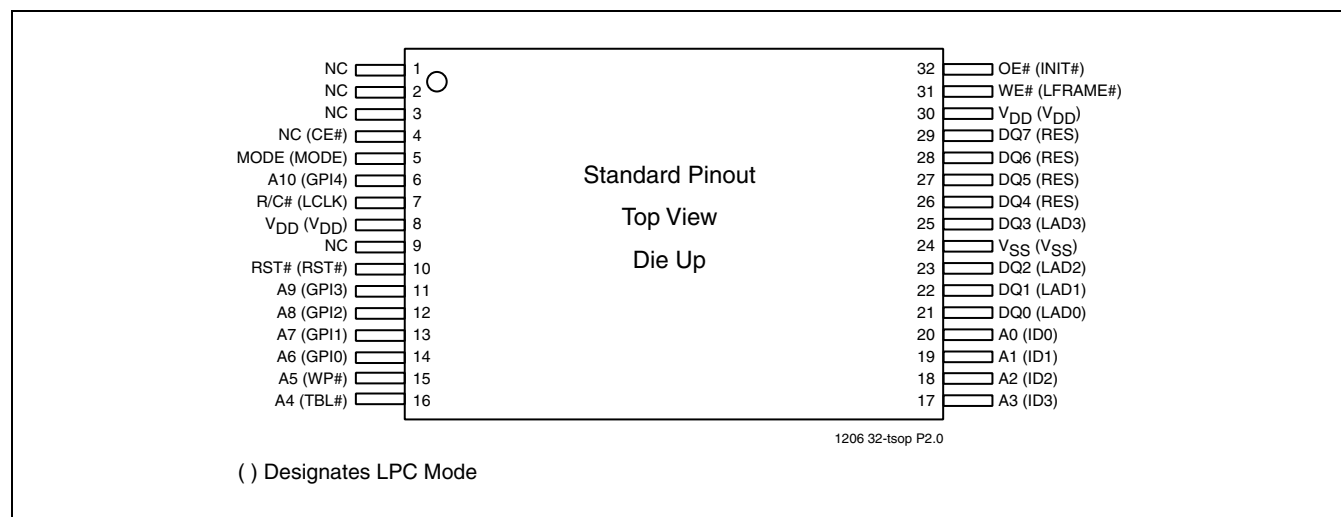 NC 1
NC 2
NC 3
NC (CE#) 4
MODE (MODE) 5
A10 (GPI4) 6
R/C# (LCLK) 7
VDD (VDD) 8
NC 9
RST# (RST#) 10
A9 (GPI3) 11
A8 (GPI2) 12
A7 (GPI1) 13
A6 (GPI0) 14
A5 (WP#) 15
A4 (TBL#) 16
Standard Pinout
Top View
Die Up
32 OE# (INIT#)
31 WE# (LFRAME#)
30 VDD (VDD)
29 DQ7 (RES)
28 DQ6 (RES)
27 DQ5 (RES)
26 DQ4 (RES)
25 DQ3 (LAD3)
24 VSS (VSS)
23 DQ2 (LAD2)
22 DQ1 (LAD1)
21 DQ0 (LAD0)
20 A0 (ID0)
19 A1 (ID1)
18 A2 (ID2)
17 A3 (ID3)
1206 32-tsop P2.0
( ) Designates LPC Mode